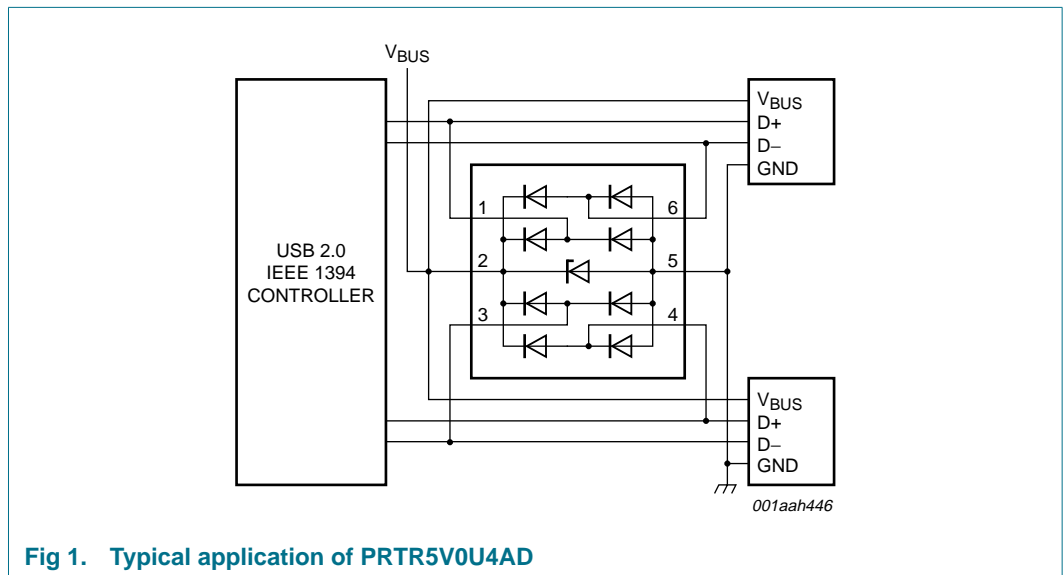 VBUS
USB 2.0
IEEE 1394
CONTROLLER
1
2
3
6
5
4
VBUS
D+
D−
GND
VBUS
D+
D−
GND
001aah446
Fig 1. Typical application of PRTR5V0U4AD